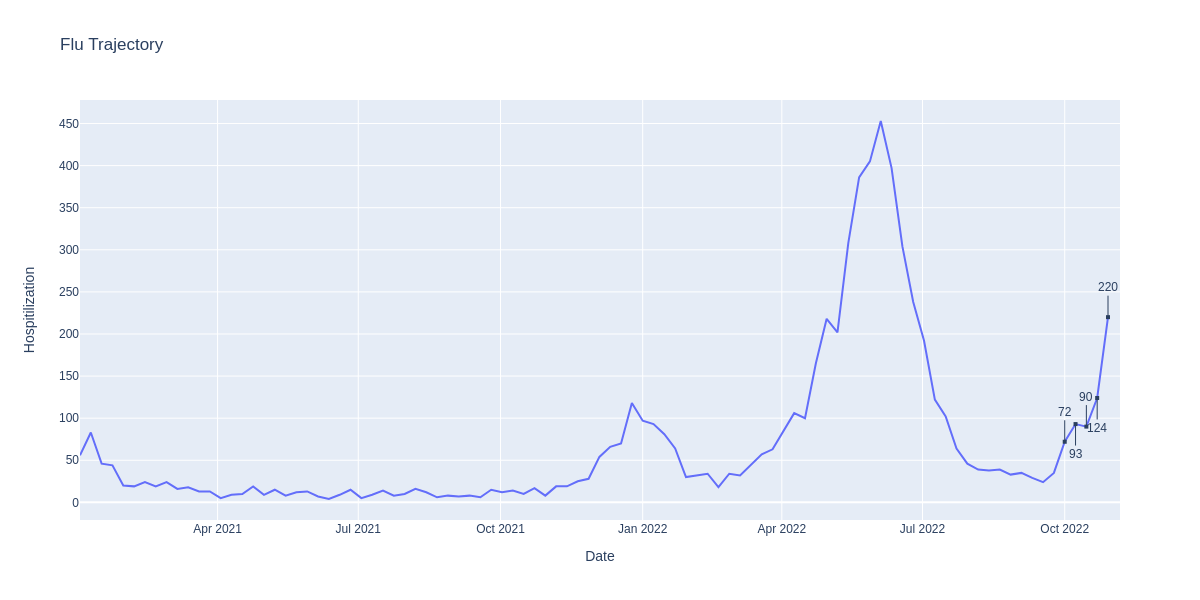 Flu Trajectory
Hospitilization
450
400
350
300
250
200
150
100
50
0
220
90
72
124
93
Apr 2021
Jul 2021
Oct 2021
Jan 2022
Apr 2022
Jul 2022
Oct 2022
Date